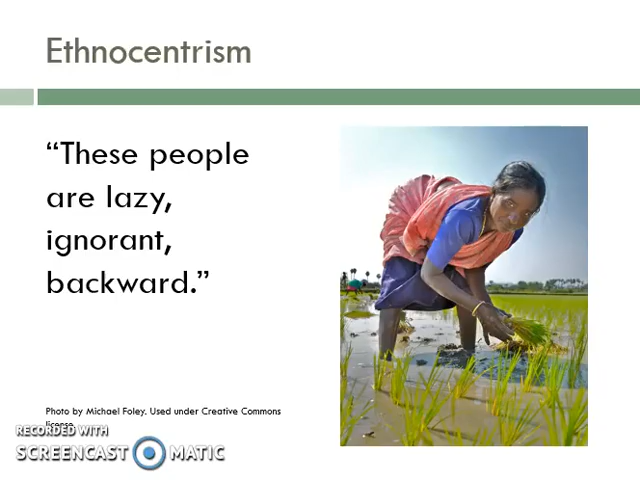 Ethnocentrism
“These people
are lazy,
ignorant,
backward.”
Photo by Michael Foley. Used under Creative Commons
license.
RECORDED WITH
SCREENCAST MATIC